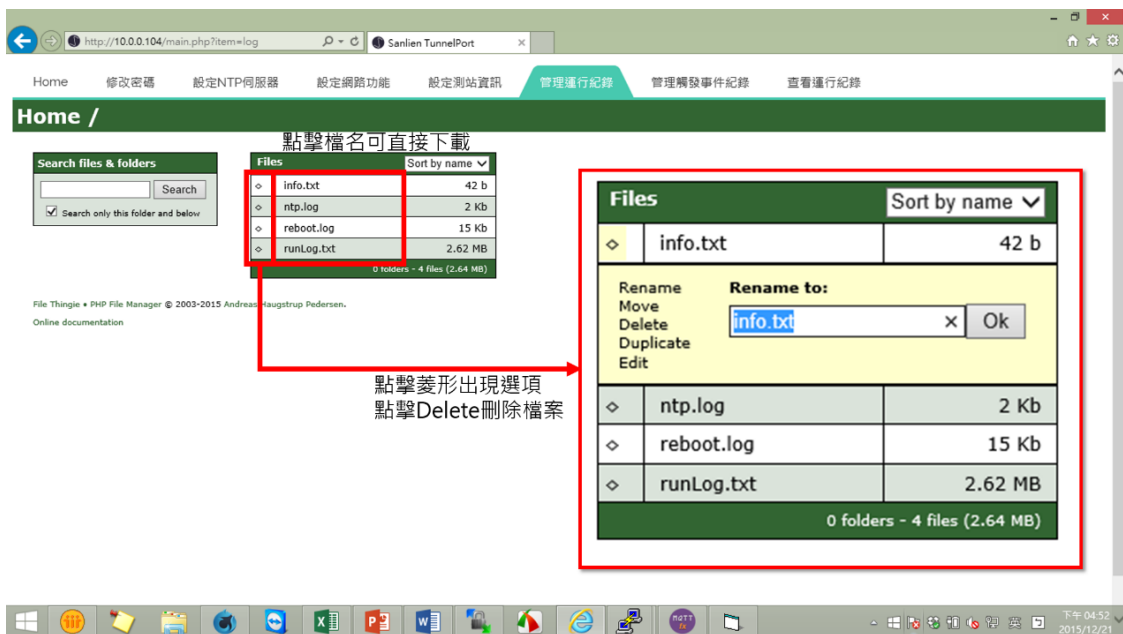 http://10.0.0.104/main.php?item=log
Sanlien TunnelPort
Home 修改密碼 設定NTP伺服器 設定網路功能 設定測站資訊 管理運行紀錄 管理觸發事件紀錄 查看運行紀錄
Home /
點擊檔名可直接下載
Search files & folders
Search
Search only this folder and below
Files Sort by name
info.txt 42 b
ntp.log 2 Kb
reboot.log 15 Kb
runLog.txt 2.62 MB
0 folders - 4 files (2.64 MB)
File Thingie • PHP File Manager © 2003-2015 Andreas Haugstrup Pedersen.
Online documentation
點擊菱形出現選項
點擊Delete刪除檔案
Files Sort by name
info.txt 42 b
Rename
Move
Delete
Duplicate
Edit
Rename to:
info.txt × Ok
ntp.log 2 Kb
reboot.log 15 Kb
runLog.txt 2.62 MB
0 folders - 4 files (2.64 MB)
下午 04:52
2015/12/21